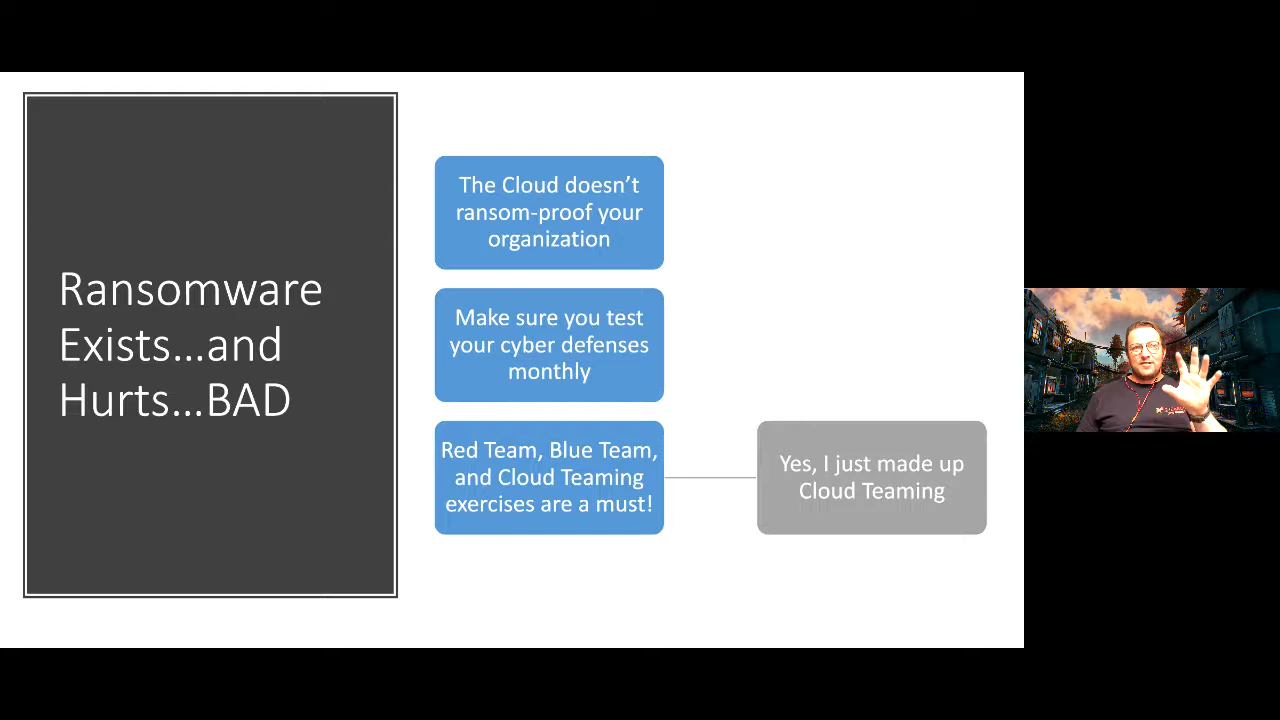 Ransomware
Exists...and
Hurts...BAD
The Cloud doesn’t
ransom-proof your
organization
Make sure you test
your cyber defenses
monthly
Red Team, Blue Team,
and Cloud Teaming
exercises are a must!
Yes, I just made up
Cloud Teaming